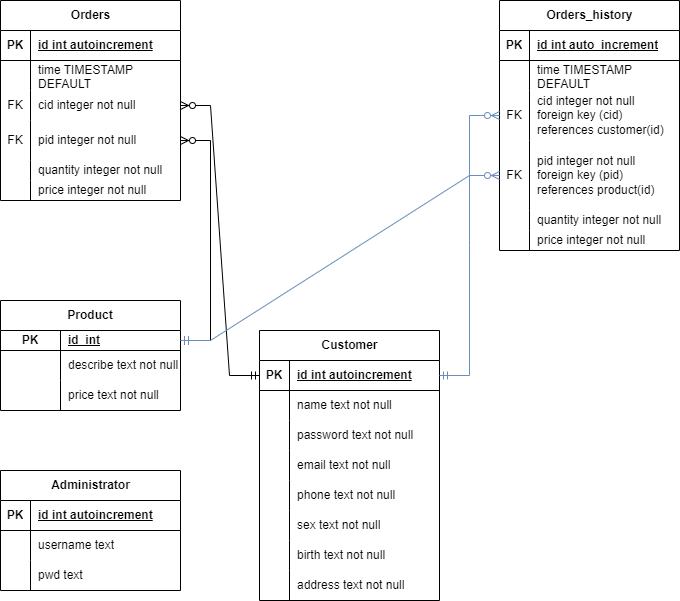 Orders
PK id int autoincrement
time TIMESTAMP
DEFAULT
FK cid integer not null
FK pid integer not null
quantity integer not null
price integer not null
Orders_history
PK id int auto_increment
time TIMESTAMP
DEFAULT
cid integer not null
FK foreign key (cid)
references customer(id)
pid integer not null
FK foreign key (pid)
references product(id)
quantity integer not null
price integer not null
Product
PK id_int
describe text not null
price text not null
Customer
PK id int autoincrement
name text not null
password text not null
email text not null
phone text not null
sex text not null
birth text not null
address text not null
Administrator
PK id int autoincrement
username text
pwd text